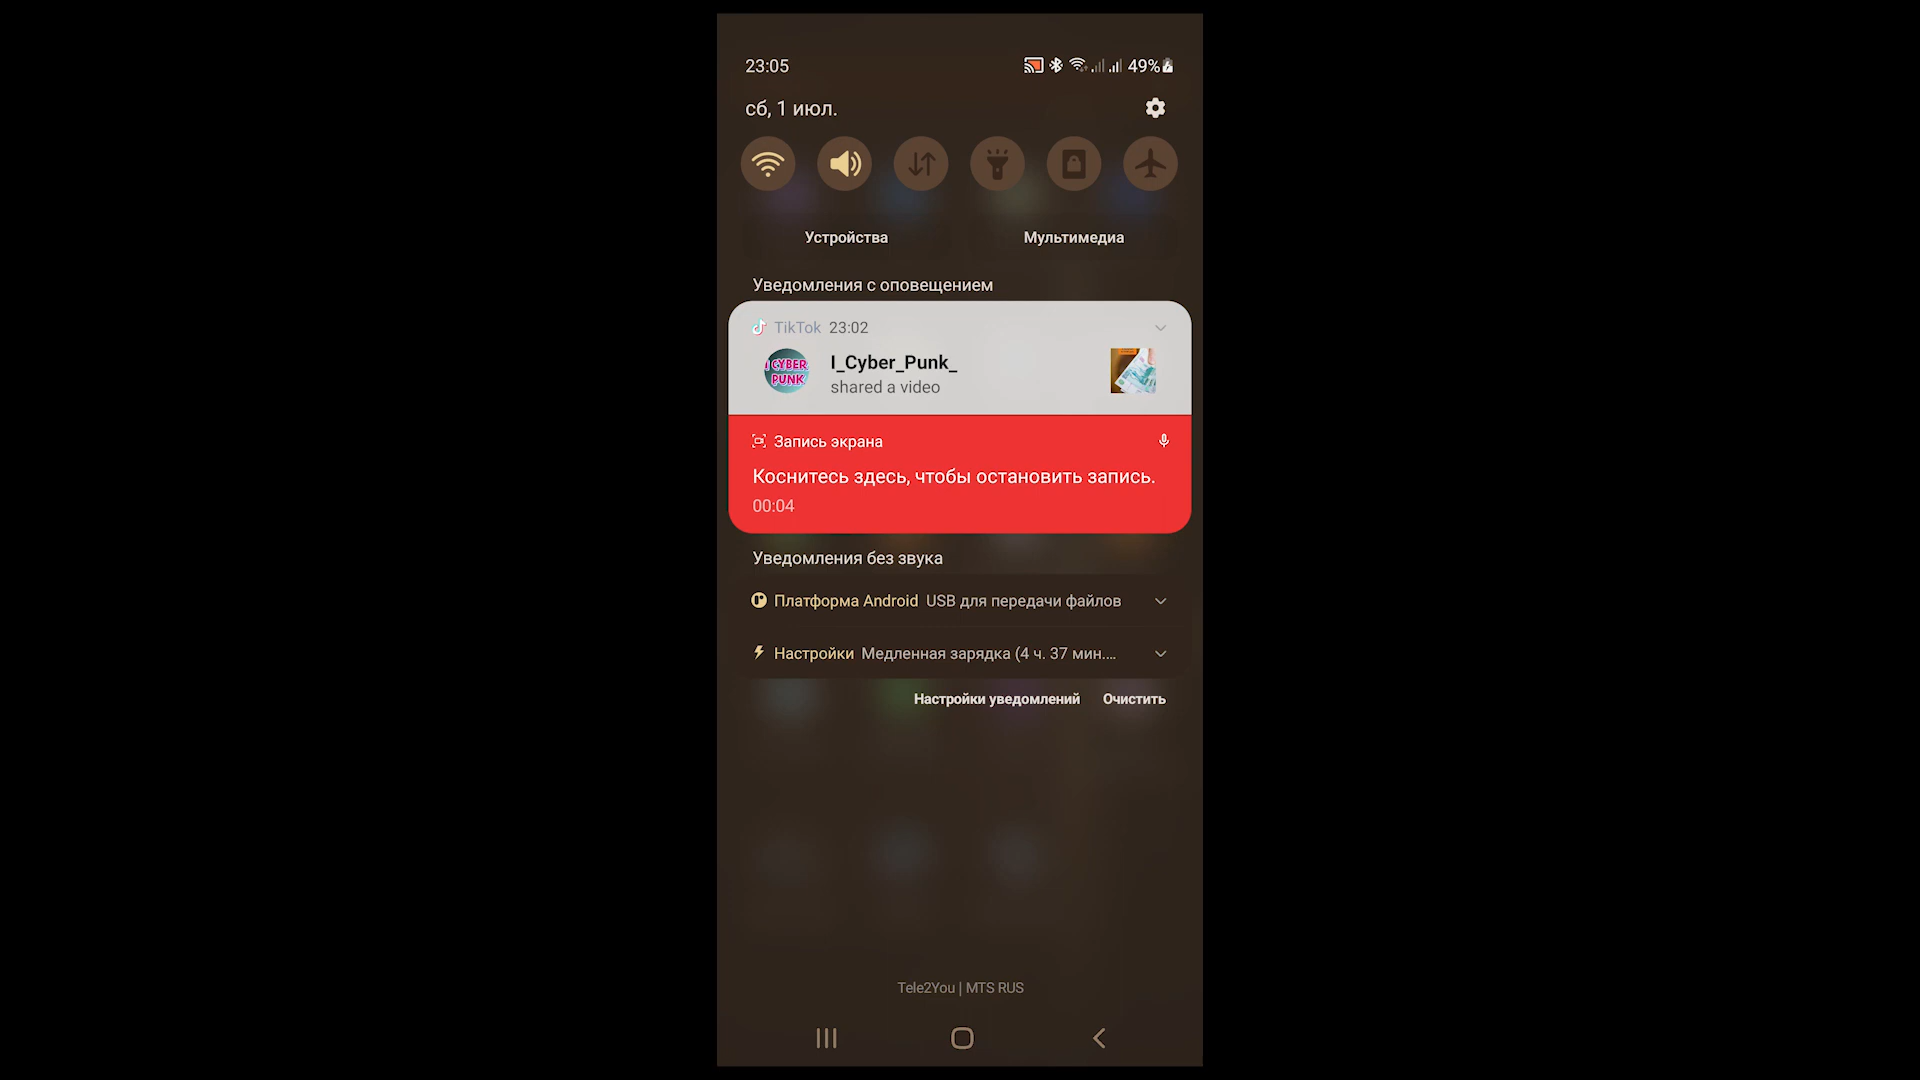 23:05
49%
сб, 1 июл.
Устройства
Мультимедиа
Уведомления с оповещением
TikTok 23:02
I CYBER PUNK
I_Cyber_Punk_
shared a video
Запись экрана
Коснитесь здесь, чтобы остановить запись.
00:04
Уведомления без звука
Платформа Android USB для передачи файлов
Настройки Медленная зарядка (4 ч. 37 мин....
Настройки уведомлений Очистить
Tele2You | MTS RUS